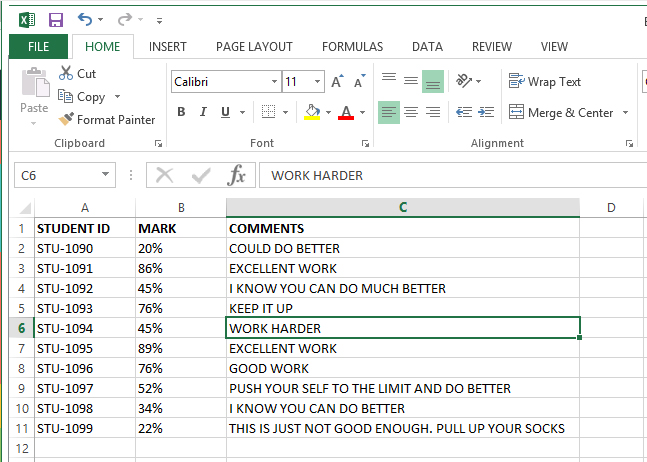 FILE HOME INSERT PAGE LAYOUT FORMULAS DATA REVIEW VIEW
Paste
Cut
Copy
Format Painter
Clipboard
Calibri 11 A A
B I U A
Font
Wrap Text
Merge & Center
Alignment
C6 fx WORK HARDER
A B C D
1 STUDENT ID MARK COMMENTS
2 STU-1090 20% COULD DO BETTER
3 STU-1091 86% EXCELLENT WORK
4 STU-1092 45% I KNOW YOU CAN DO MUCH BETTER
5 STU-1093 76% KEEP IT UP
6 STU-1094 45% WORK HARDER
7 STU-1095 89% EXCELLENT WORK
8 STU-1096 76% GOOD WORK
9 STU-1097 52% PUSH YOUR SELF TO THE LIMIT AND DO BETTER
10 STU-1098 34% I KNOW YOU CAN DO BETTER
11 STU-1099 22% THIS IS JUST NOT GOOD ENOUGH. PULL UP YOUR SOCKS
12